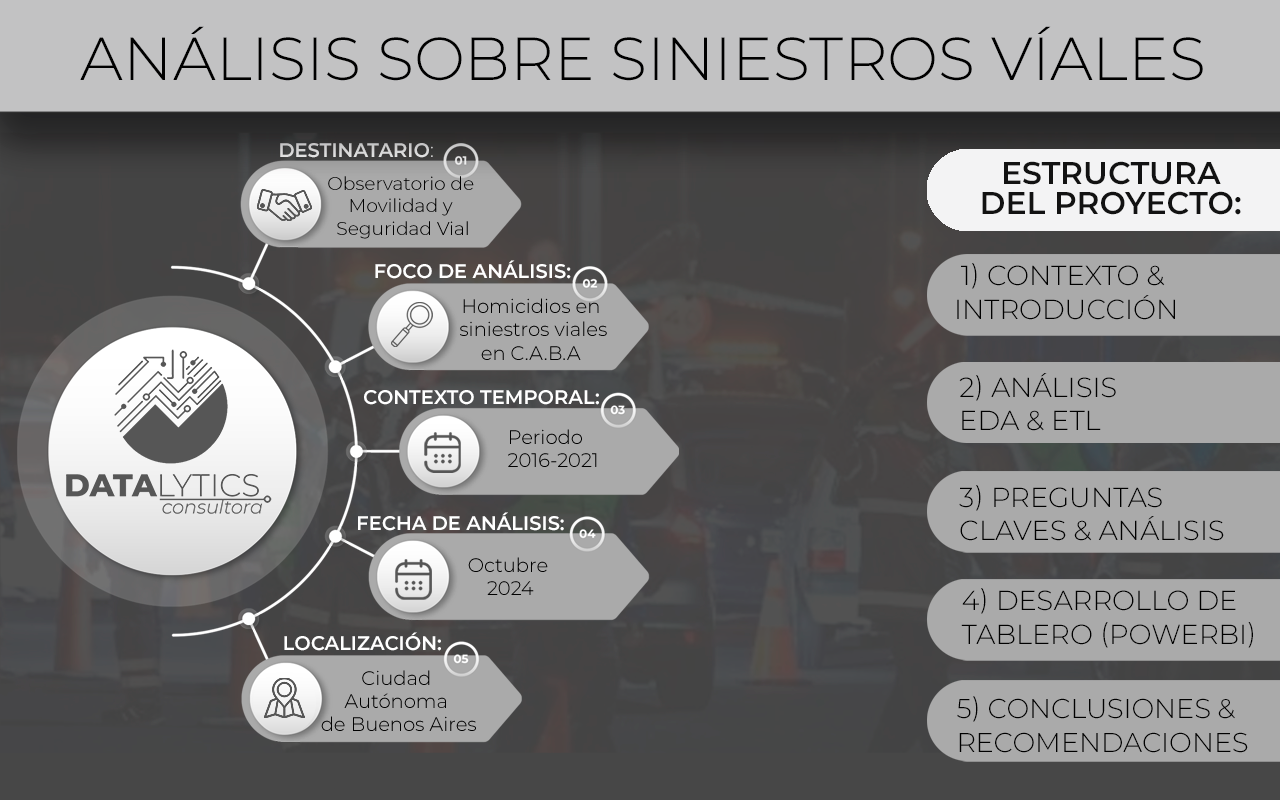 ANÁLISIS SOBRE SINIESTROS VÍALES
DESTINATARIO:
01
Observatorio de
Movilidad y
Seguridad Vial
FOCO DE ANÁLISIS:
02
Homicidios en
siniestros viales
en C.A.B.A
CONTEXTO TEMPORAL:
03
Periodo
2016-2021
FECHA DE ANÁLISIS:
04
Octubre
2024
LOCALIZACIÓN:
05
Ciudad
Autónoma
de Buenos Aires
DATALYTICS
consultora
ESTRUCTURA
DEL PROYECTO:
1) CONTEXTO &
INTRODUCCIÓN
2) ANÁLISIS
EDA & ETL
3) PREGUNTAS
CLAVES & ANÁLISIS
4) DESARROLLO DE
TABLERO (POWERBI)
5) CONCLUSIONES &
RECOMENDACIONES